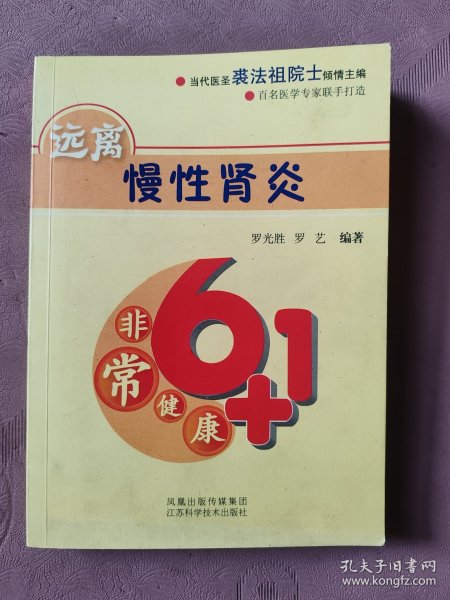 当代医圣裘法祖院士倾情主编
百名医学专家联手打造
远离
慢性肾炎
罗光胜 罗艺 编著
非常健康
6+1
凤凰出版传媒集团
江苏科学技术出版社
孔夫子旧书网
www.kongfz.com